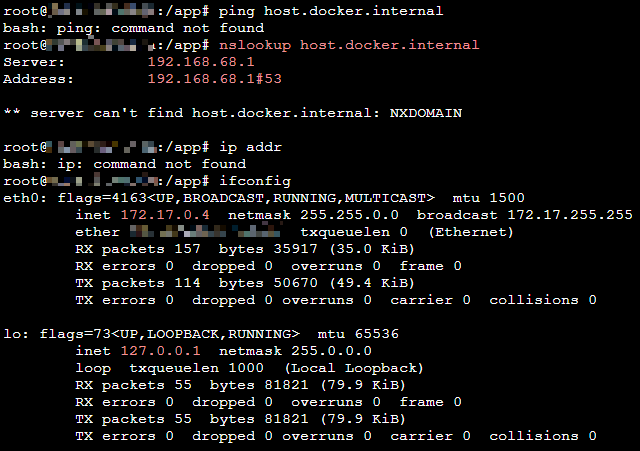 root@:/app# ping host.docker.internal
bash: ping: command not found
root@:/app# nslookup host.docker.internal
Server:         192.168.68.1
Address:        192.168.68.1#53

** server can't find host.docker.internal: NXDOMAIN

root@:/app# ip addr
bash: ip: command not found
root@:/app# ifconfig
eth0: flags=4163<UP,BROADCAST,RUNNING,MULTICAST>  mtu 1500
        inet 172.17.0.4  netmask 255.255.0.0  broadcast 172.17.255.255
        ether  txqueuelen 0  (Ethernet)
        RX packets 157  bytes 35917 (35.0 KiB)
        RX errors 0  dropped 0  overruns 0  frame 0
        TX packets 114  bytes 50670 (49.4 KiB)
        TX errors 0  dropped 0 overruns 0  carrier 0  collisions 0

lo: flags=73<UP,LOOPBACK,RUNNING>  mtu 65536
        inet 127.0.0.1  netmask 255.0.0.0
        loop  txqueuelen 1000  (Local Loopback)
        RX packets 55  bytes 81821 (79.9 KiB)
        RX errors 0  dropped 0  overruns 0  frame 0
        TX packets 55  bytes 81821 (79.9 KiB)
        TX errors 0  dropped 0 overruns 0  carrier 0  collisions 0